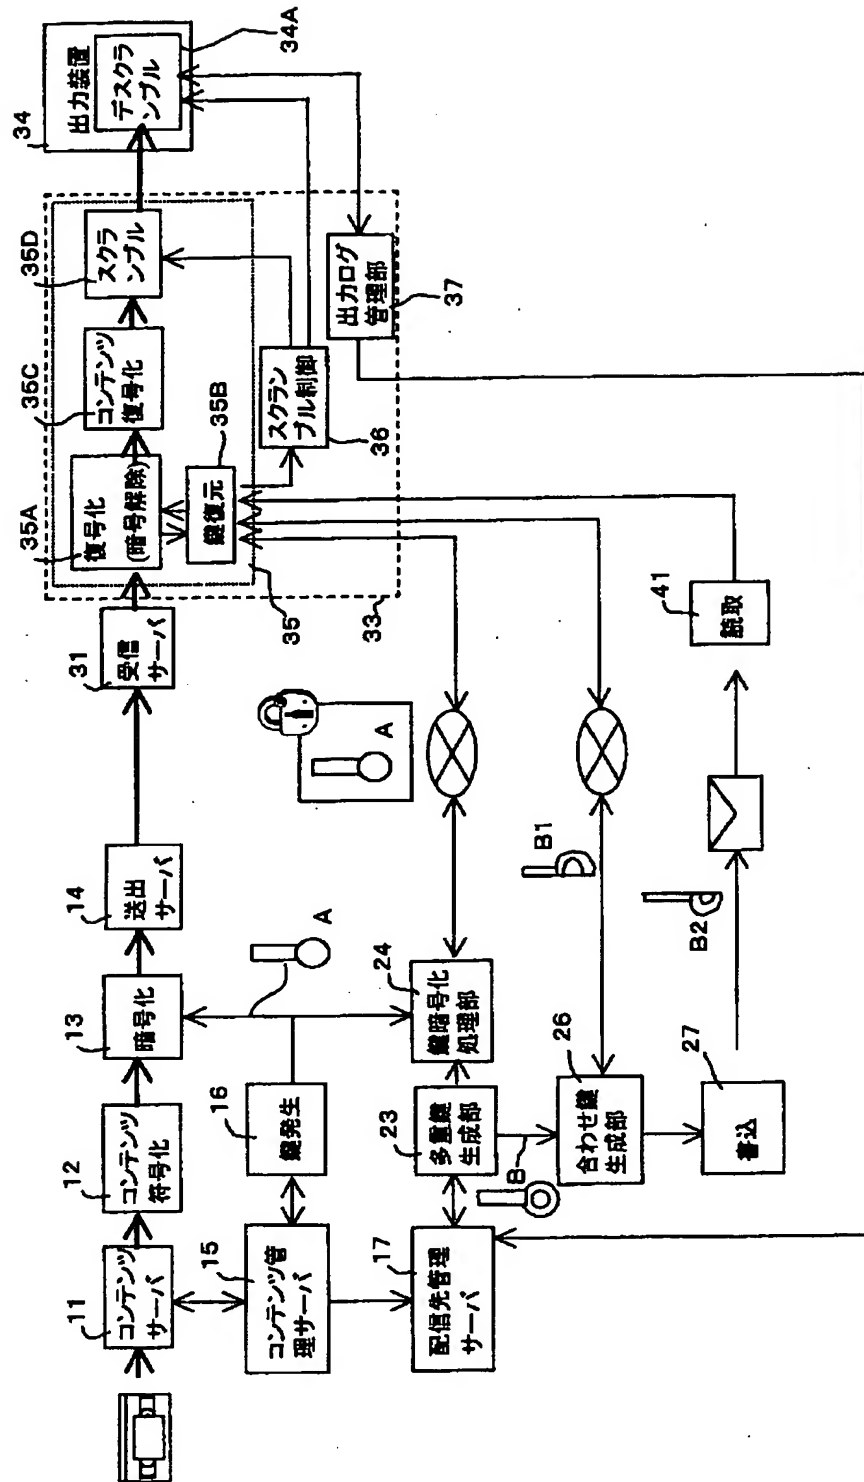 11
コンテンツ
サーバ
12
コンテンツ
符号化
13
暗号化
14
送出
サーバ
31
受信
サーバ
35A
復号化
(暗号解除)
35C
コンテンツ
復号化
35D
スクラ
ンブル
34
出力装置
デスクラ
ンブル
34A
15
コンテンツ管
理サーバ
16
鍵発生
A
A
35B
鍵復元
35
33
スクラン
ブル制御
36
出力ログ
管理部
37
17
配信先管理
サーバ
23
多重鍵
生成部
24
鍵暗号化
処理部
B
26
合わせ鍵
生成部
B1
27
書込
B2
41
読取